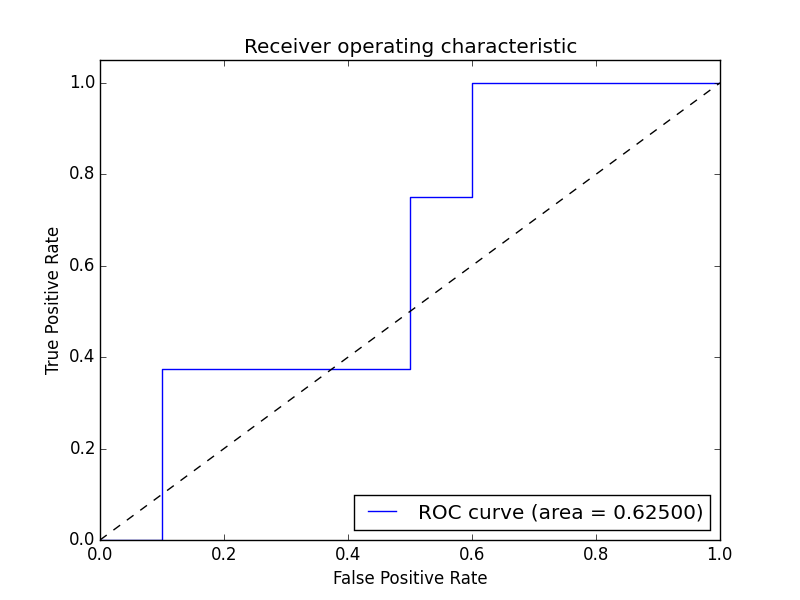 Receiver operating characteristic
1.0
0.8
0.6
0.4
0.2
0.0
True Positive Rate
ROC curve (area = 0.62500)
0.0 0.2 0.4 0.6 0.8 1.0
False Positive Rate